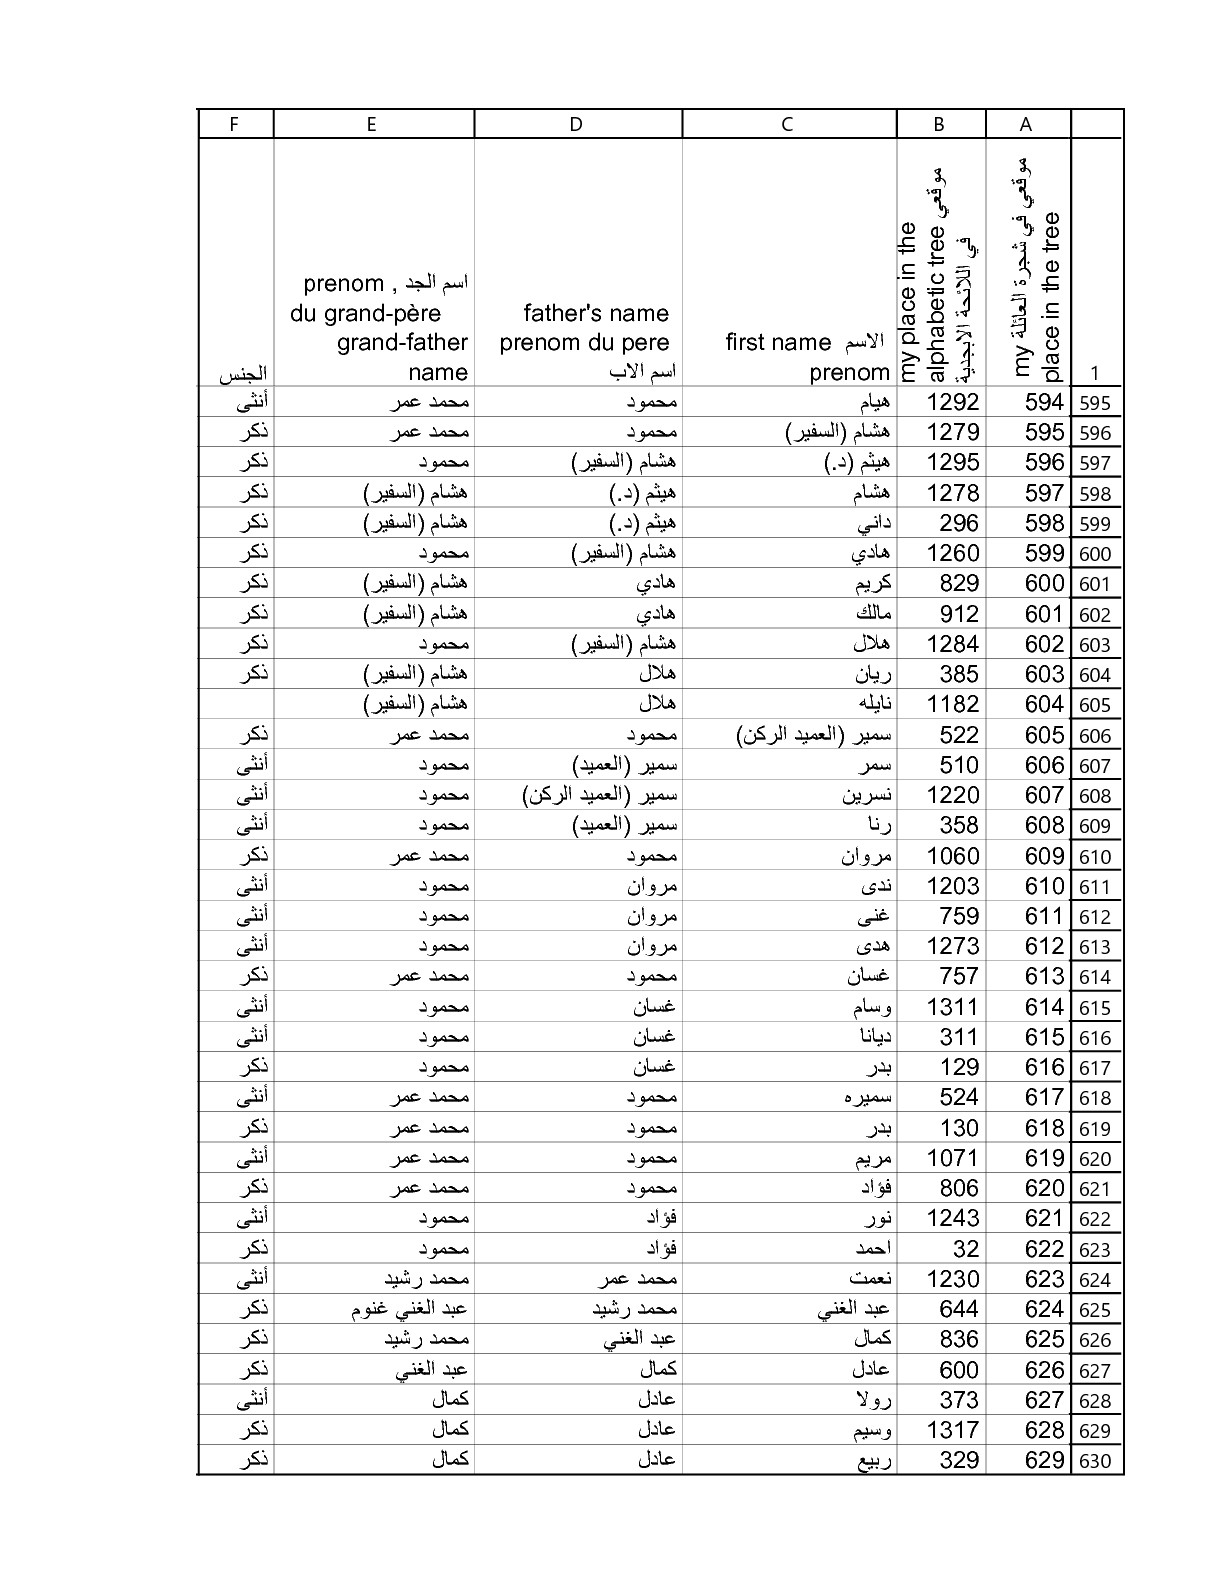 A B C D E F
1 موقعي في شجرة العائلة my place in the tree
my place in the alphabetic tree موقعي في اللائحة الابجدية
first name الاسم
prenom
father's name
prenom du pere
اسم الاب
prenom , اسم الجد
du grand-père
grand-father
name
الجنس
595 594 1292 هيام محمود محمد عمر أنثى
596 595 1279 هشام (السفير) محمود محمد عمر ذكر
597 596 1295 هيثم (د.) هشام (السفير) محمود ذكر
598 597 1278 هشام هيثم (د.) هشام (السفير) ذكر
599 598 296 داني هيثم (د.) هشام (السفير) ذكر
600 599 1260 هادي هشام (السفير) محمود ذكر
601 600 829 كريم هادي هشام (السفير) ذكر
602 601 912 مالك هادي هشام (السفير) ذكر
603 602 1284 هلال هشام (السفير) محمود ذكر
604 603 385 ريان هلال هشام (السفير) ذكر
605 604 1182 نايله هلال هشام (السفير)
606 605 522 سمير (العميد الركن) محمود محمد عمر ذكر
607 606 510 سمر سمير (العميد) محمود أنثى
608 607 1220 نسرين سمير (العميد الركن) محمود أنثى
609 608 358 رنا سمير (العميد) محمود أنثى
610 609 1060 مروان محمود محمد عمر ذكر
611 610 1203 ندى مروان محمود أنثى
612 611 759 غنى مروان محمود أنثى
613 612 1273 هدى مروان محمود أنثى
614 613 757 غسان محمود محمد عمر ذكر
615 614 1311 وسام غسان محمود أنثى
616 615 311 ديانا غسان محمود أنثى
617 616 129 بدر غسان محمود ذكر
618 617 524 سميره محمود محمد عمر أنثى
619 618 130 بدر محمود محمد عمر ذكر
620 619 1071 مريم محمود محمد عمر أنثى
621 620 806 فؤاد محمود محمد عمر ذكر
622 621 1243 نور فؤاد محمود أنثى
623 622 32 احمد فؤاد محمود ذكر
624 623 1230 نعمت محمد عمر محمد رشيد أنثى
625 624 644 عبد الغني محمد رشيد عبد الغني غنوم ذكر
626 625 836 كمال عبد الغني محمد رشيد ذكر
627 626 600 عادل كمال عبد الغني ذكر
628 627 373 رولا عادل كمال أنثى
629 628 1317 وسيم عادل كمال ذكر
630 629 329 ربيع عادل كمال ذكر